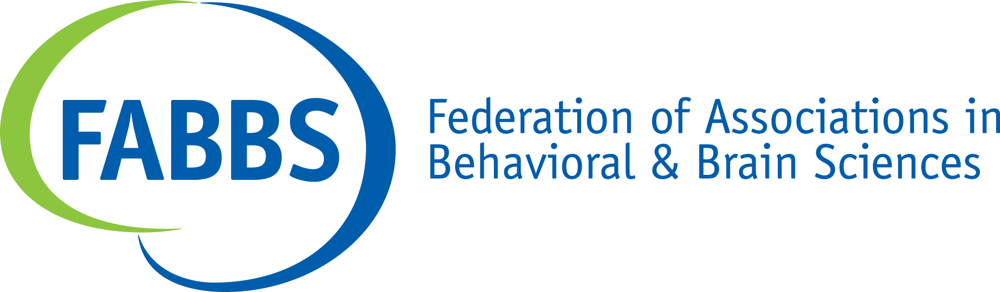 FABBS
Federation of Associations in
Behavioral & Brain Sciences